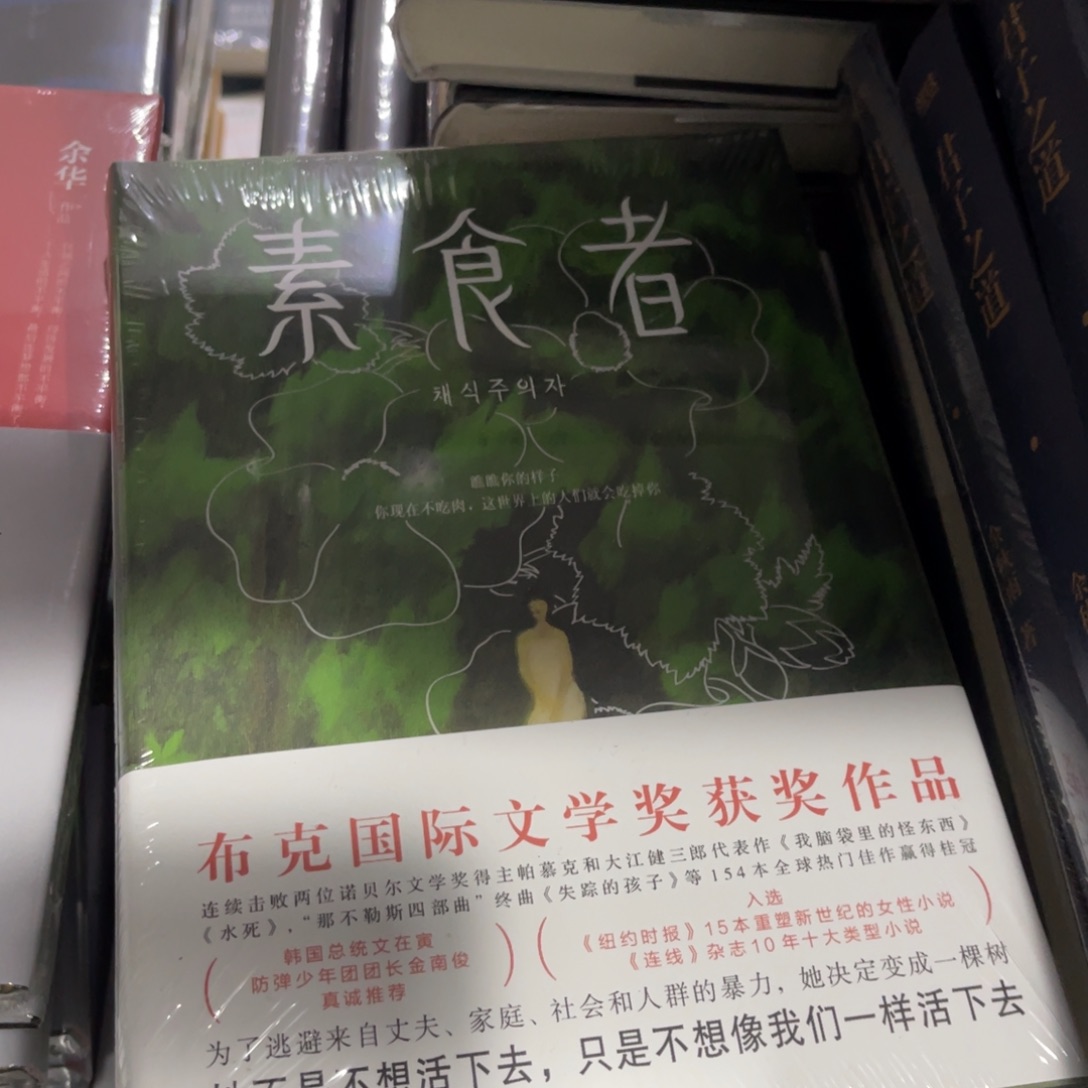 素食者
채식주의자
瞧瞧你的样子
你现在不吃肉，这世界上的人们就会吃掉你
布克国际文学奖获奖作品
连续击败两位诺贝尔文学奖得主帕慕克和大江健三郎代表作《我脑袋里的怪东西》
《水死》，“那不勒斯四部曲”终曲《失踪的孩子》等154本全球热门佳作赢得桂冠
韩国总统文在寅
防弹少年团团长金南俊
真诚推荐
入选
《纽约时报》15本重塑新世纪的女性小说
《连线》杂志10年十大类型小说
为了逃避来自丈夫、家庭、社会和人群的暴力，她决定变成一棵树
不是不想活下去，只是不想像我们一样活下去
余华
作品